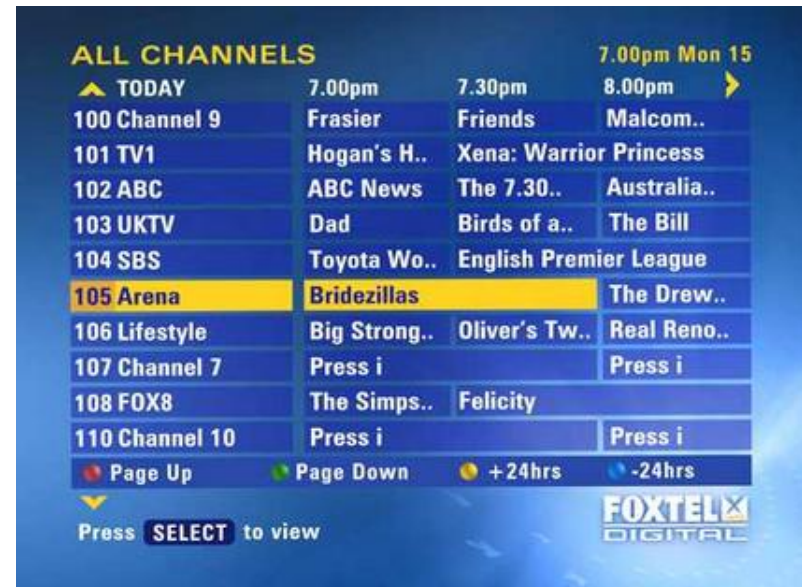 ALL CHANNELS 7.00pm Mon 15
TODAY 7.00pm 7.30pm 8.00pm
100 Channel 9 Frasier Friends Malcom..
101 TV1 Hogan's H.. Xena: Warrior Princess
102 ABC ABC News The 7.30.. Australia..
103 UKTV Dad Birds of a.. The Bill
104 SBS Toyota Wo.. English Premier League
105 Arena Bridezillas The Drew..
106 Lifestyle Big Strong.. Oliver's Tw.. Real Reno..
107 Channel 7 Press i Press i
108 FOX8 The Simps.. Felicity
110 Channel 10 Press i Press i
Page Up Page Down +24hrs -24hrs
Press SELECT to view
FOXTEL
DIGITAL